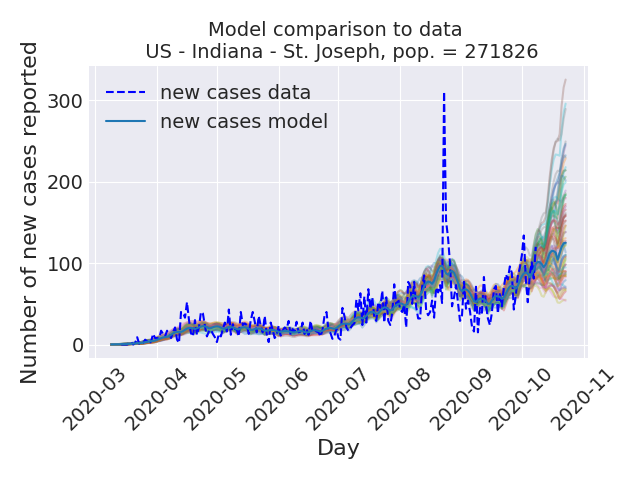 Model comparison to data
US - Indiana - St. Joseph, pop. = 271826
Number of new cases reported
300
200
100
0
new cases data
new cases model
2020-03
2020-04
2020-05
2020-06
2020-07
2020-08
2020-09
2020-10
2020-11
Day